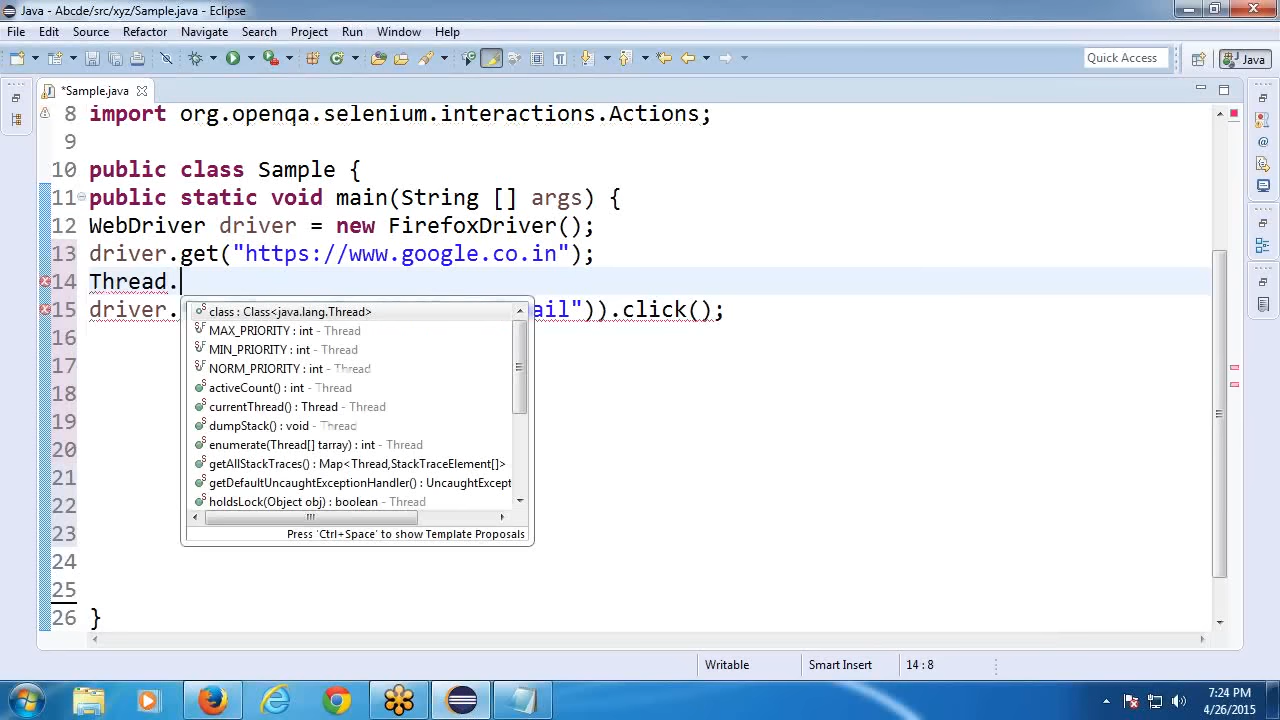 Java - Abcde/src/xyz/Sample.java - Eclipse
File Edit Source Refactor Navigate Search Project Run Window Help
Quick Access Java
*Sample.java
8 import org.openqa.selenium.interactions.Actions;
9
10 public class Sample {
11 public static void main(String [] args) {
12 WebDriver driver = new FirefoxDriver();
13 driver.get("https://www.google.co.in");
14 Thread.
15 driver. ail")).click();
16
17
18
19
20
21
22
23
24
25
26 }
class : Class<java.lang.Thread>
MAX_PRIORITY : int - Thread
MIN_PRIORITY : int - Thread
NORM_PRIORITY : int - Thread
activeCount() : int - Thread
currentThread() : Thread - Thread
dumpStack() : void - Thread
enumerate(Thread[] tarray) : int - Thread
getAllStackTraces() : Map<Thread,StackTraceElement[]>
getDefaultUncaughtExceptionHandler() : UncaughtExcept
holdsLock(Object obj) : boolean - Thread
Press 'Ctrl+Space' to show Template Proposals
Writable Smart Insert 14 : 8
7:24 PM
4/26/2015